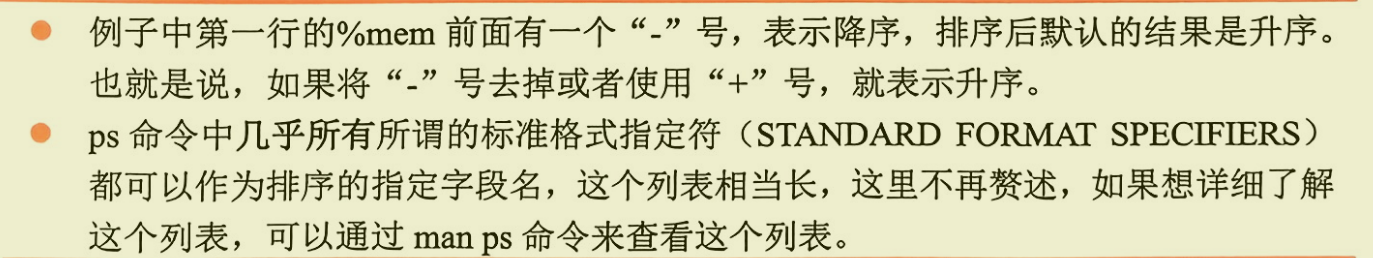 ● 例子中第一行的%mem 前面有一个“-”号，表示降序，排序后默认的结果是升序。
也就是说，如果将“-”号去掉或者使用“+”号，就表示升序。
● ps 命令中几乎所有所谓的标准格式指定符（STANDARD FORMAT SPECIFIERS）
都可以作为排序的指定字段名，这个列表相当长，这里不再赘述，如果想详细了解
这个列表，可以通过 man ps 命令来查看这个列表。